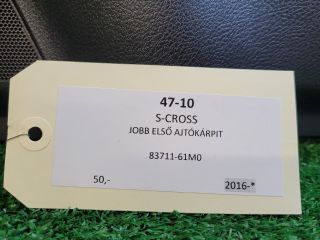 47-10
S-CROSS
JOBB ELSŐ AJTÓKÁRPIT
83711-61M0
50,- 2016-*